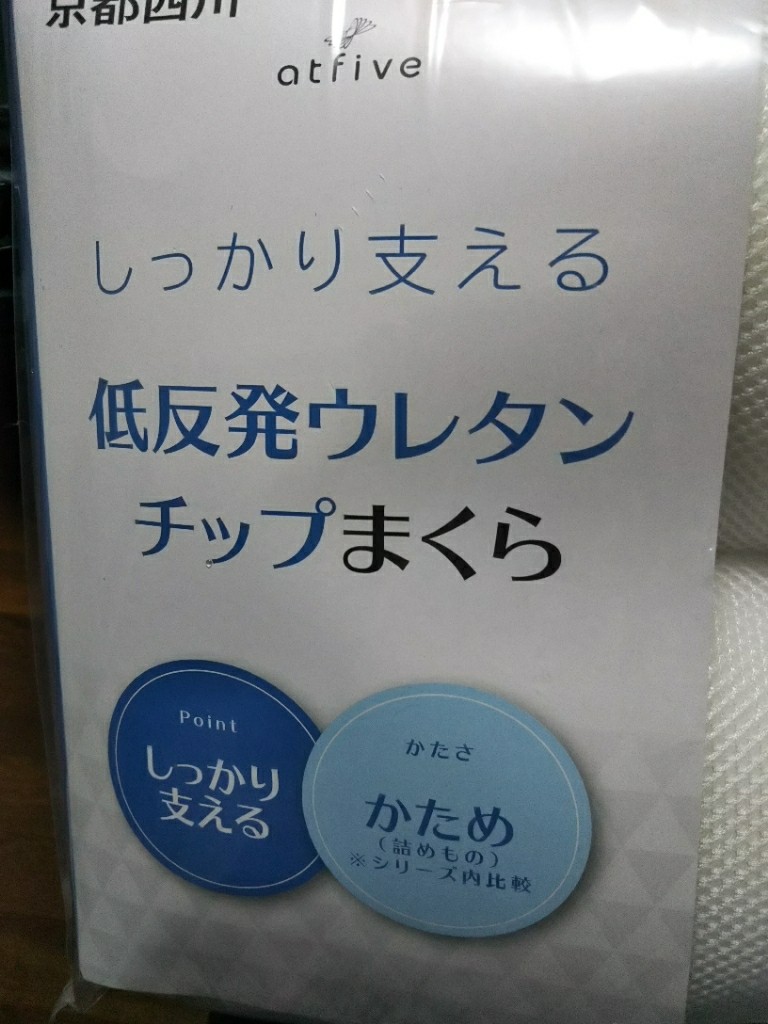 京都西川
atfive
しっかり支える
低反発ウレタン
チップまくら
Point
しっかり
支える
かたさ
かため
(詰めもの)
※シリーズ内比較